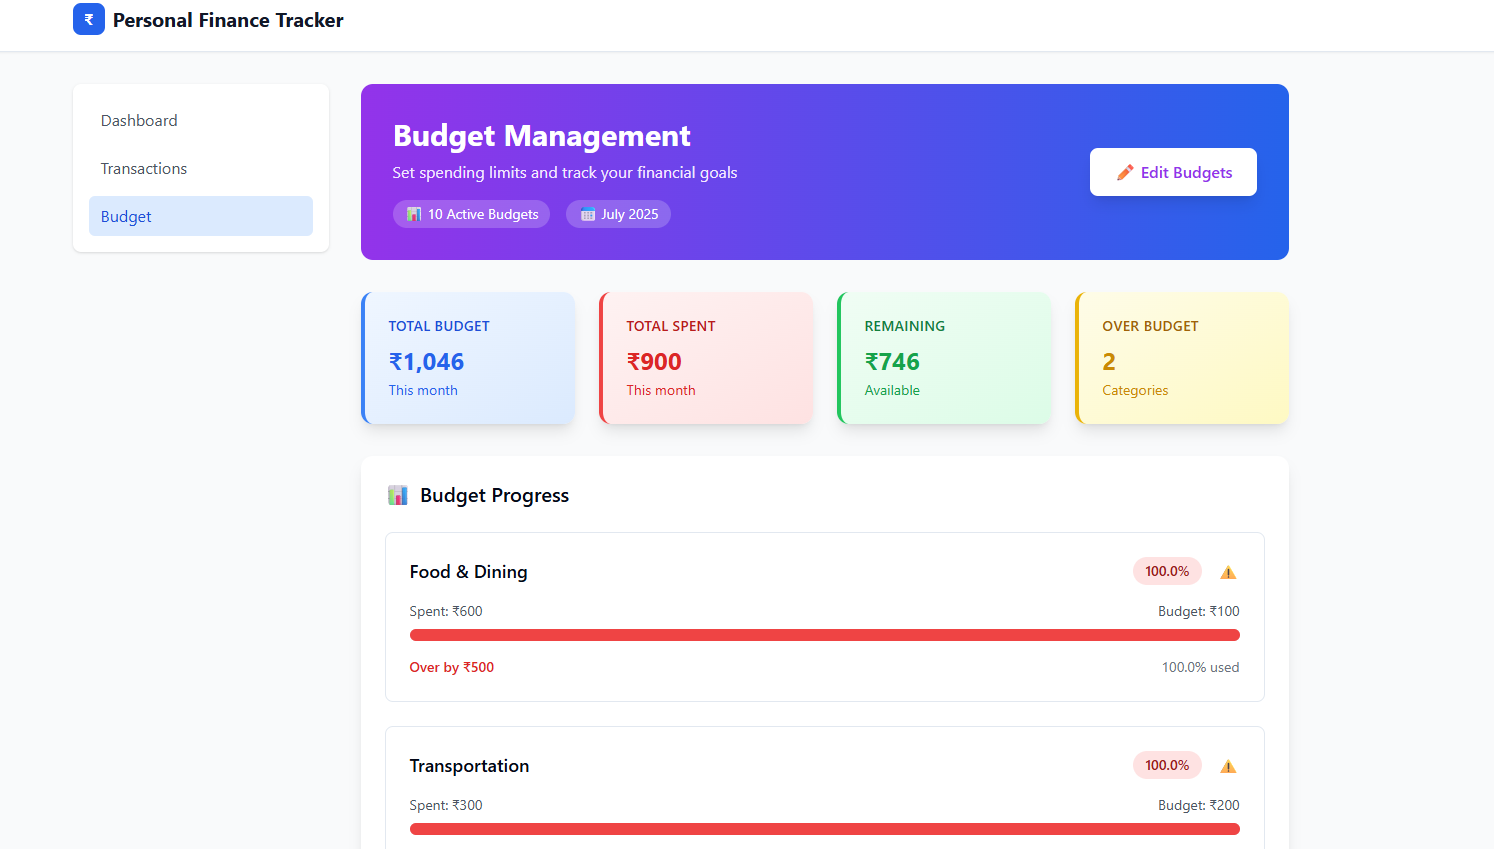 ₹ Personal Finance Tracker
Dashboard
Transactions
Budget
Budget Management
Set spending limits and track your financial goals
10 Active Budgets
July 2025
Edit Budgets
TOTAL BUDGET
₹1,046
This month
TOTAL SPENT
₹900
This month
REMAINING
₹746
Available
OVER BUDGET
2
Categories
Budget Progress
Food & Dining
100.0%
Spent: ₹600
Budget: ₹100
Over by ₹500
100.0% used
Transportation
100.0%
Spent: ₹300
Budget: ₹200